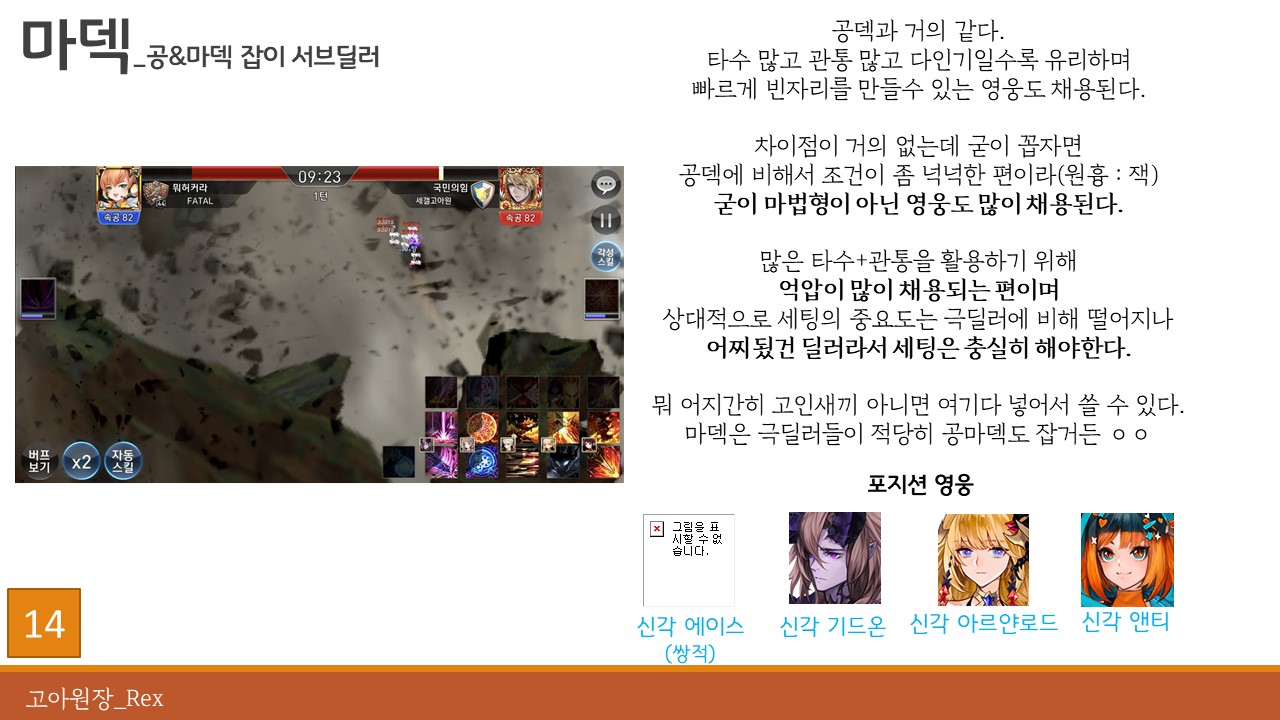 마덱_공&마덱 잡이 서브딜러
공덱과 거의 같다.
타수 많고 관통 많고 다인기일수록 유리하며
빠르게 빈자리를 만들수 있는 영웅도 채용된다.
차이점이 거의 없는데 굳이 꼽자면
공덱에 비해서 조건이 좀 넉넉한 편이라(원흉 : 잭)
굳이 마법형이 아닌 영웅도 많이 채용된다.
많은 타수+관통을 활용하기 위해
억압이 많이 채용되는 편이며
상대적으로 세팅의 중요도는 극딜러에 비해 떨어지나
어찌됬건 딜러라서 세팅은 충실히 해야한다.
뭐 어지간히 고인새끼 아니면 여기다 넣어서 쓸 수 있다.
마덱은 극딜러들이 적당히 공마덱도 잡거든 ㅇㅇ
포지션 영웅
그림을 표
시할 수 없
습니다.
신각 에이스
(쌍적)
신각 기드온
신각 아르얀로드
신각 앤티
뭐허커라
FATAL
속공 82
09:23
1턴
국민의힘
세갤고아원
속공 82
각성
스킬
버프
보기
x2
자동
스킬
14
고아원장_Rex